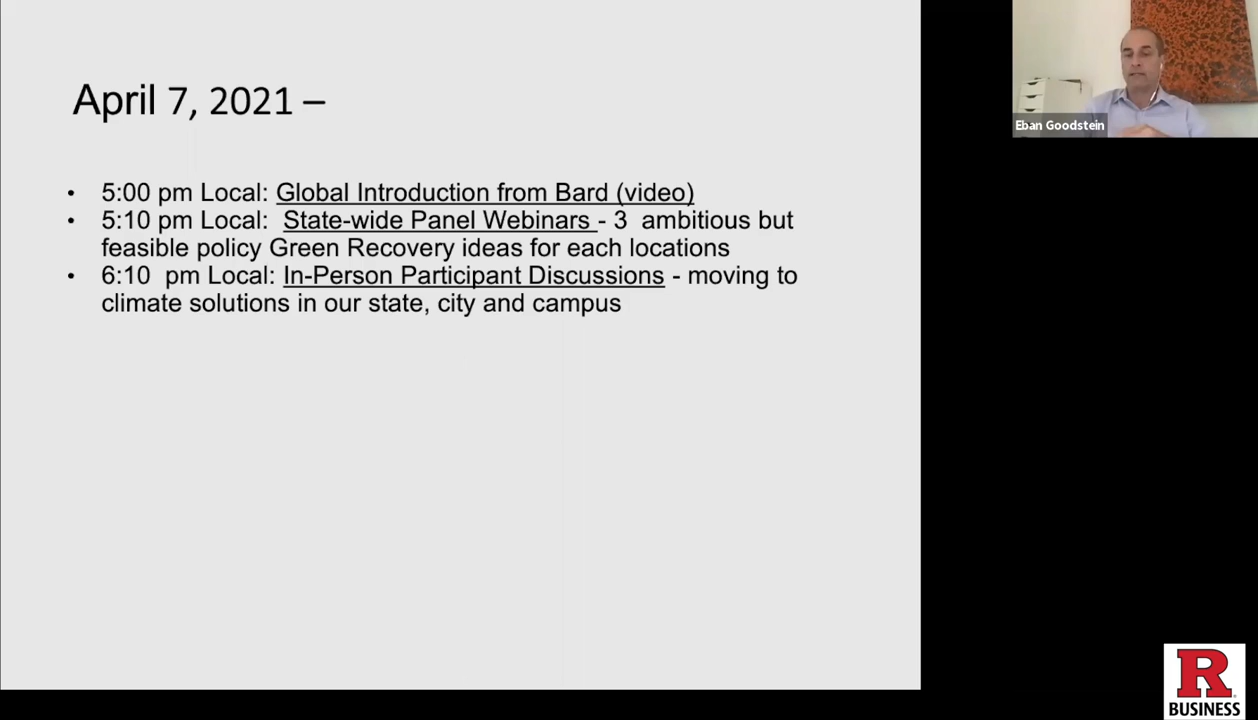 April 7, 2021 –
• 5:00 pm Local: Global Introduction from Bard (video)
• 5:10 pm Local:  State-wide Panel Webinars - 3  ambitious but
feasible policy Green Recovery ideas for each locations
• 6:10  pm Local: In-Person Participant Discussions - moving to
climate solutions in our state, city and campus
Eban Goodstein
R
BUSINESS